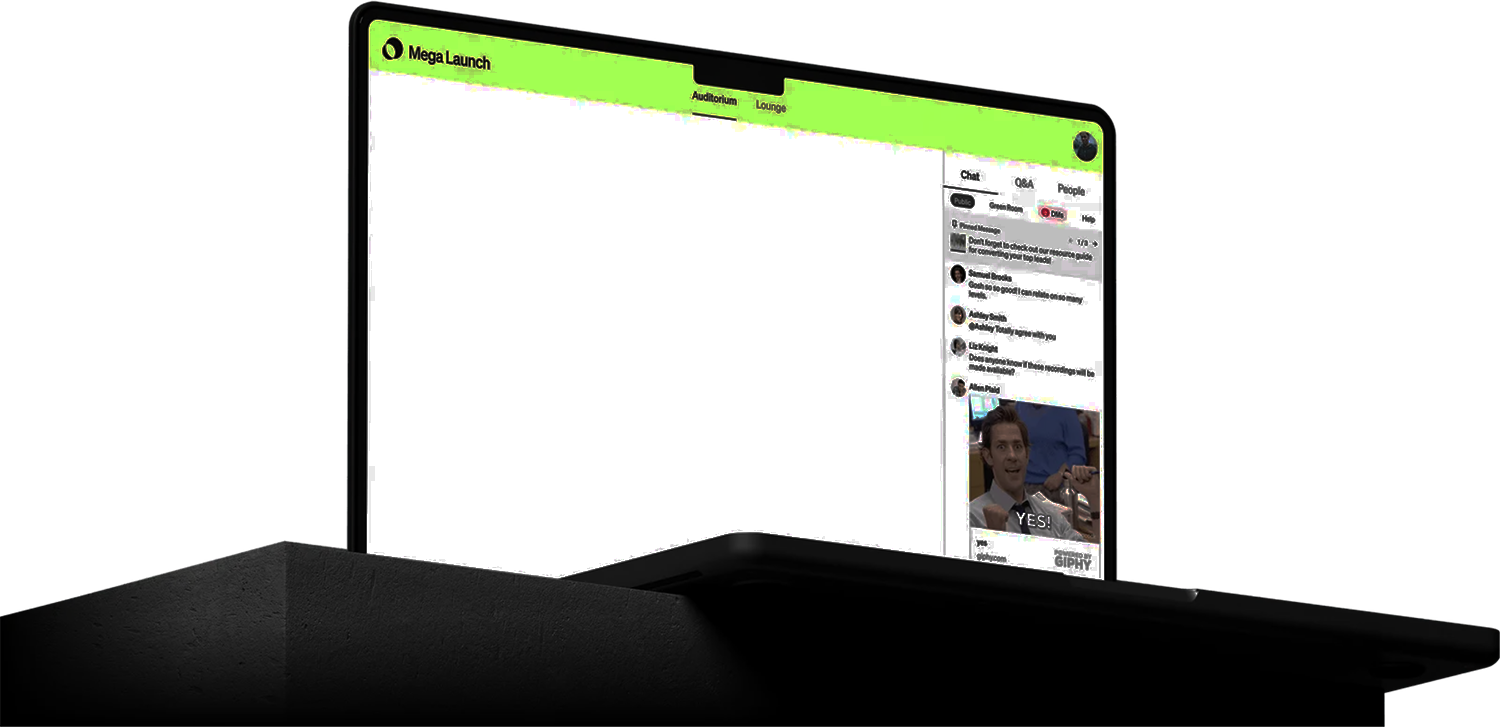 Mega Launch
Auditorium
Lounge
Chat
Q&A
People
Public
Green Room
DMs
Help
Pinned Message
1/3
Don't forget to check out our resource guide
for converting your top leads!
Samuel Brooks
Gosh so so good! I can relate on so many
levels.
Ashley Smith
@Ashley Totally agree with you
Liz Knight
Does anyone know if these recordings will be
made available?
Allen Plaid
YES!
yes
giphy.com
POWERED BY
GIPHY